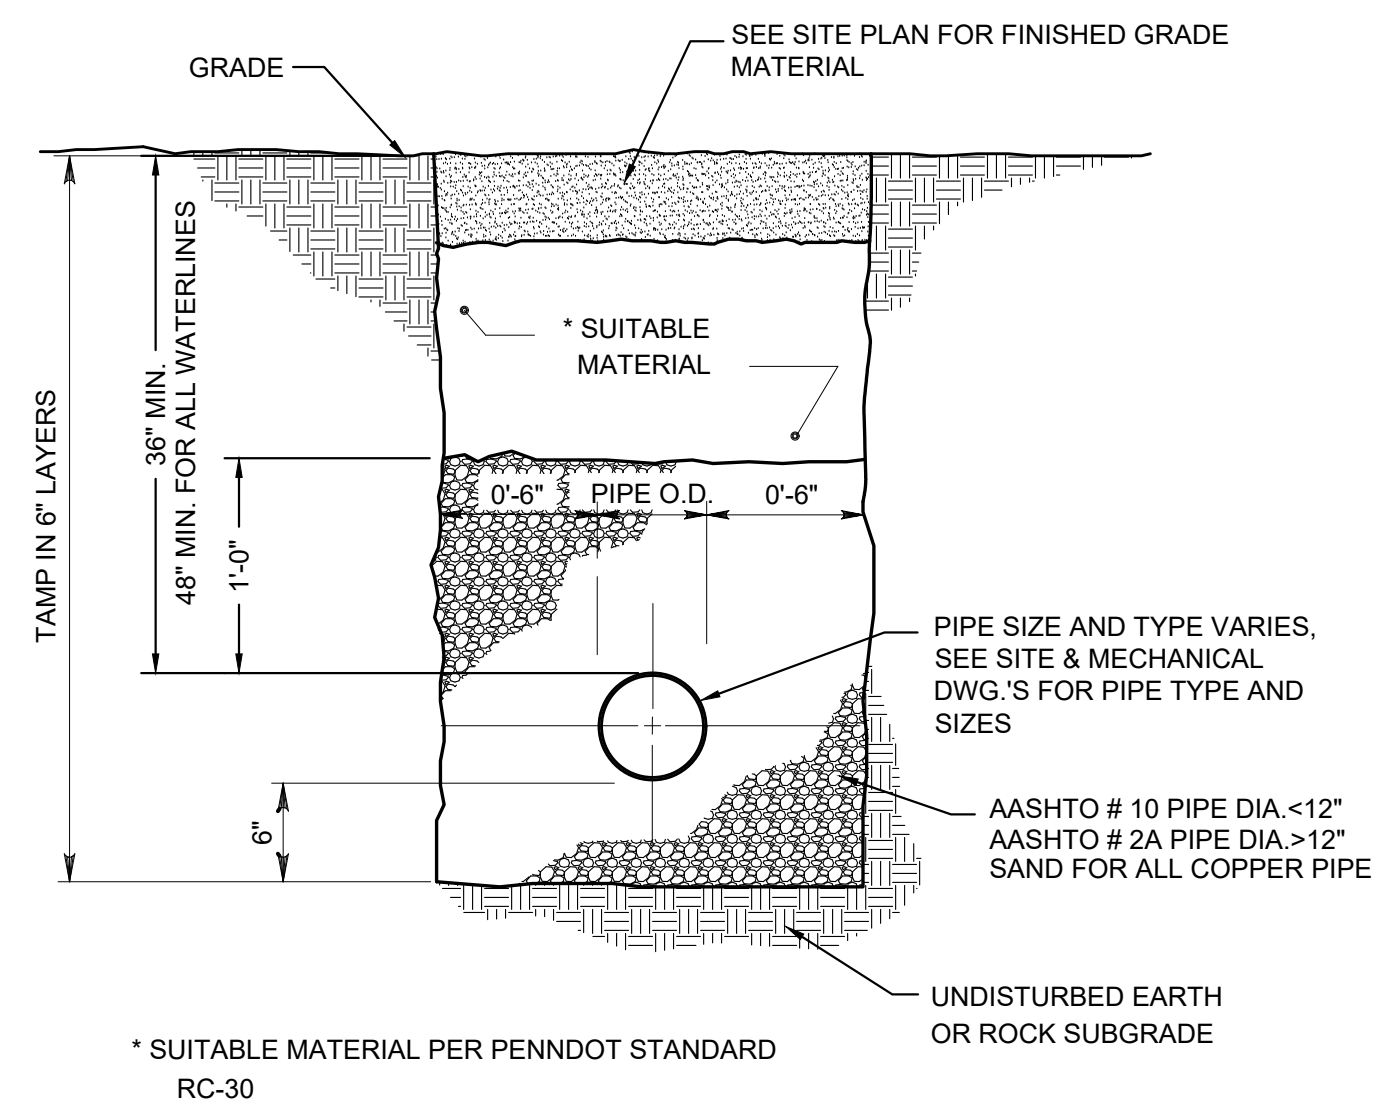 SEE SITE PLAN FOR FINISHED GRADE
MATERIAL
GRADE
* SUITABLE
MATERIAL
TAMP IN 6" LAYERS
36" MIN.
48" MIN. FOR ALL WATERLINES
1'-0"
0'-6"
PIPE O.D.
0'-6"
PIPE SIZE AND TYPE VARIES,
SEE SITE & MECHANICAL
DWG.'S FOR PIPE TYPE AND
SIZES
6"
AASHTO # 10 PIPE DIA.<12"
AASHTO # 2A PIPE DIA.>12"
SAND FOR ALL COPPER PIPE
UNDISTURBED EARTH
OR ROCK SUBGRADE
* SUITABLE MATERIAL PER PENNDOT STANDARD
RC-30